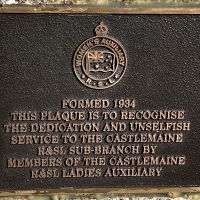 WOMEN'S AUXILIARY
R.S.L.
FORMED 1934
THIS PLAQUE IS TO RECOGNISE
THE DEDICATION AND UNSELFISH
SERVICE TO THE CASTLEMAINE
R&SL SUB-BRANCH BY
MEMBERS OF THE CASTLEMAINE
R&SL LADIES AUXILIARY